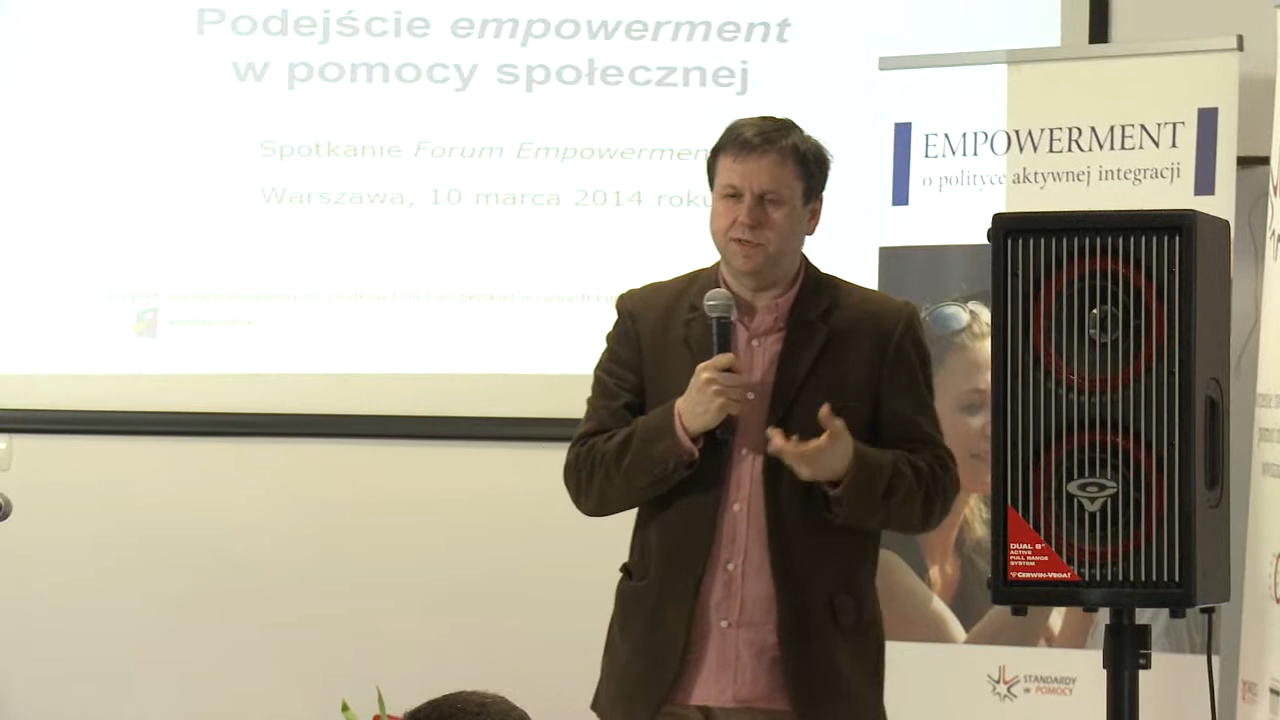 Podejście empowerment
w pomocy społecznej
Spotkanie Forum Empowermen
Warszawa, 10 marca 2014 roku
EMPOWERMENT
o polityce aktywnej integracji
DUAL 8"
ACTIVE
FULL RANGE
SYSTEM
CERWIN-VEGA!
STANDARDY
W POMOCY